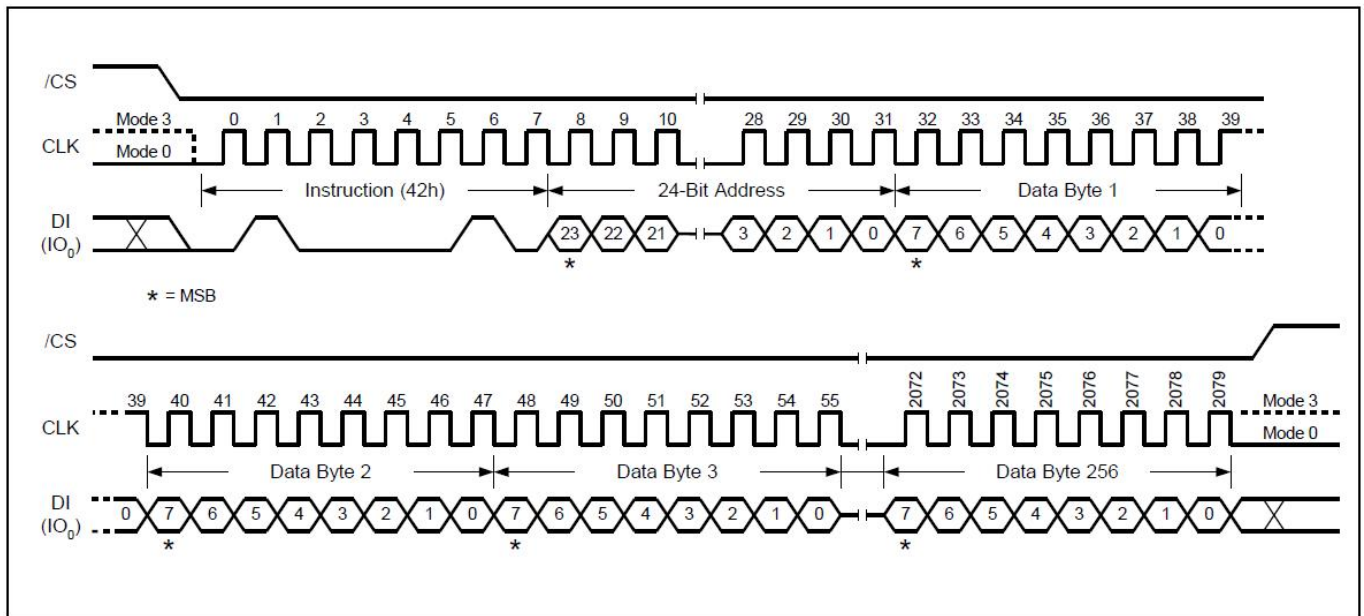 /CS
Mode 3 0 1 2 3 4 5 6 7 8 9 10 28 29 30 31 32 33 34 35 36 37 38 39
CLK Mode 0
Instruction (42h) 24-Bit Address Data Byte 1
DI
(IO0) 23 22 21 3 2 1 0 7 6 5 4 3 2 1 0
* *
* = MSB
/CS
39 40 41 42 43 44 45 46 47 48 49 50 51 52 53 54 55 2072 2073 2074 2075 2076 2077 2078 2079 Mode 3
CLK Mode 0
Data Byte 2 Data Byte 3 Data Byte 256
DI
(IO0) 0 7 6 5 4 3 2 1 0 7 6 5 4 3 2 1 0 7 6 5 4 3 2 1 0
* * *